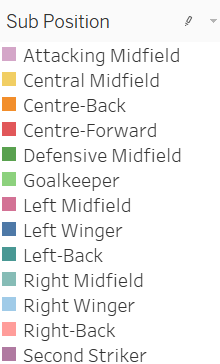 Sub Position
Attacking Midfield
Central Midfield
Centre-Back
Centre-Forward
Defensive Midfield
Goalkeeper
Left Midfield
Left Winger
Left-Back
Right Midfield
Right Winger
Right-Back
Second Striker